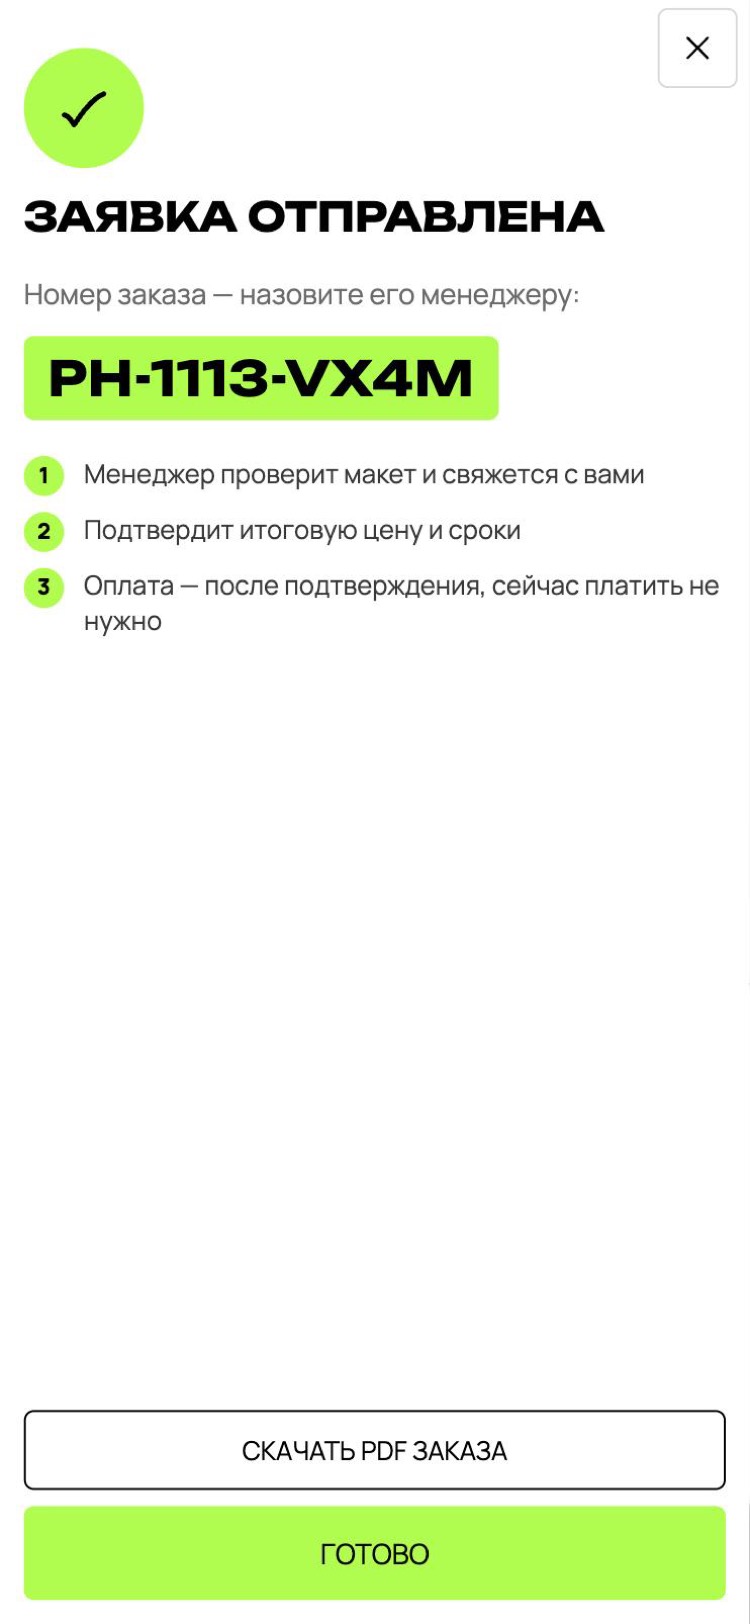 ЗАЯВКА ОТПРАВЛЕНА
Номер заказа — назовите его менеджеру:
PH-1113-VX4M
1 Менеджер проверит макет и свяжется с вами
2 Подтвердит итоговую цену и сроки
3 Оплата — после подтверждения, сейчас платить не
нужно
СКАЧАТЬ PDF ЗАКАЗА
ГОТОВО